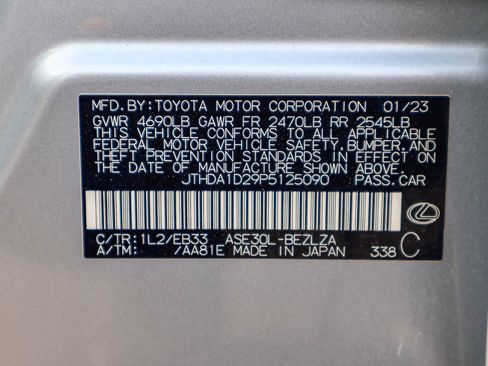 MFD.BY: TOYOTA MOTOR CORPORATION 01/23
GVWR 4690LB GAWR FR 2470LB RR 2545LB
THIS VEHICLE CONFORMS TO ALL APPLICABLE
FEDERAL MOTOR VEHICLE SAFETY, BUMPER, AND
THEFT PREVENTION STANDARDS IN EFFECT ON
THE DATE OF MANUFACTURE SHOWN ABOVE.
JTHDA1D29P5125090 PASS.CAR
C/TR: 1L2/EB33 ASE30L-BEZLZA
A/TM: /AA81E MADE IN JAPAN 338 C